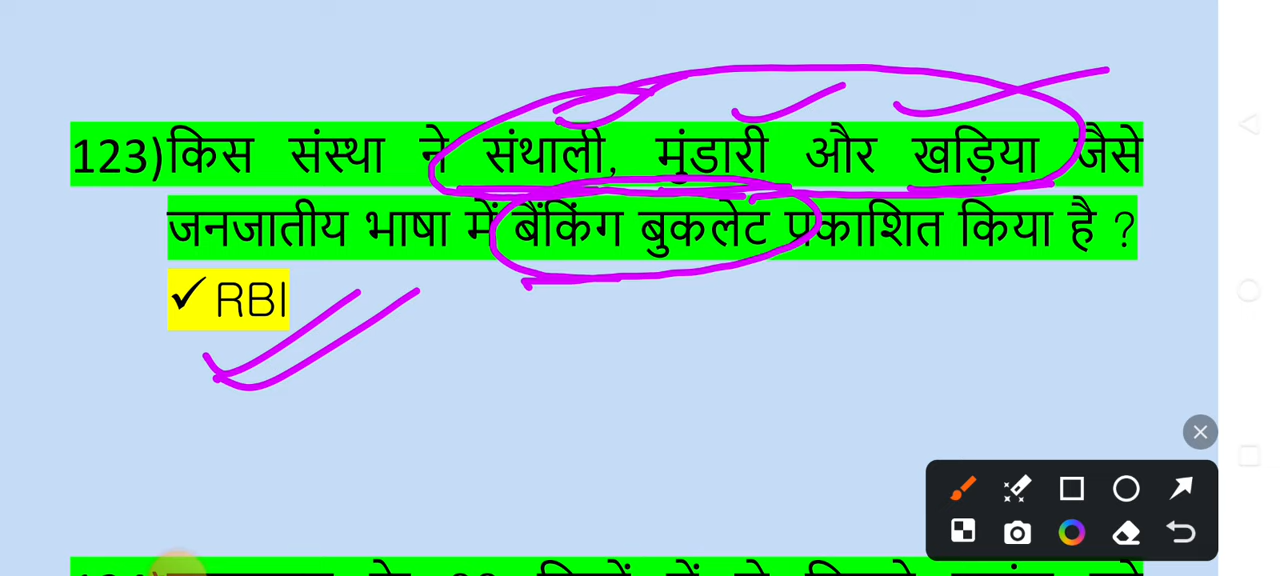 123)किस संस्था ने संथाली, मुंडारी और खड़िया जैसे
जनजातीय भाषा में बैंकिंग बुकलेट प्रकाशित किया है ?
✓ RBI